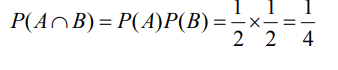 P(A∩B) = P(A)P(B) = 1/2 × 1/2 = 1/4